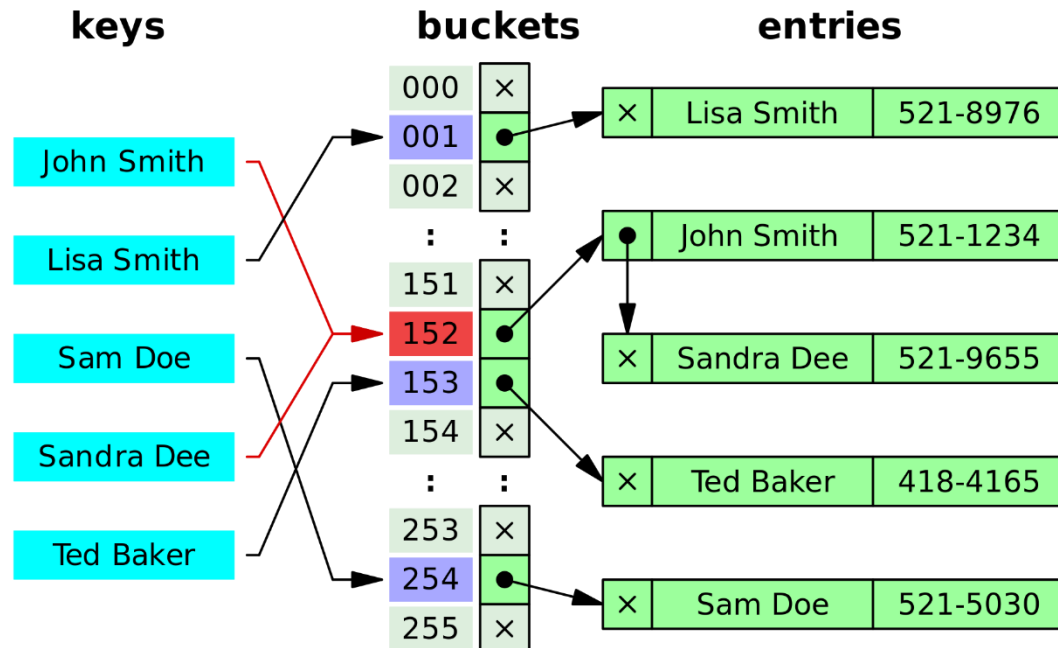 keys
buckets
entries
John Smith
Lisa Smith
Sam Doe
Sandra Dee
Ted Baker
000 ×
001
002 ×
: :
151 ×
152
153
154 ×
: :
253 ×
254
255 ×
× Lisa Smith 521-8976
John Smith 521-1234
× Sandra Dee 521-9655
× Ted Baker 418-4165
× Sam Doe 521-5030